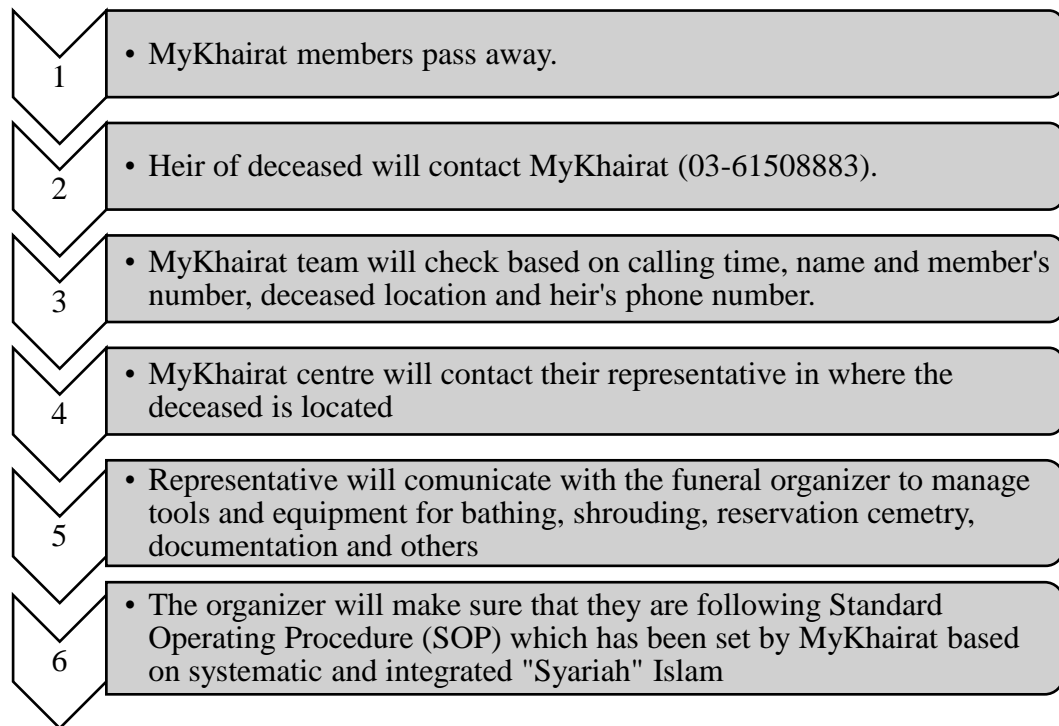 1
• MyKhairat members pass away.
2
• Heir of deceased will contact MyKhairat (03-61508883).
3
• MyKhairat team will check based on calling time, name and member's
number, deceased location and heir's phone number.
4
• MyKhairat centre will contact their representative in where the
deceased is located
5
• Representative will comunicate with the funeral organizer to manage
tools and equipment for bathing, shrouding, reservation cemetry,
documentation and others
6
• The organizer will make sure that they are following Standard
Operating Procedure (SOP) which has been set by MyKhairat based
on systematic and integrated "Syariah" Islam